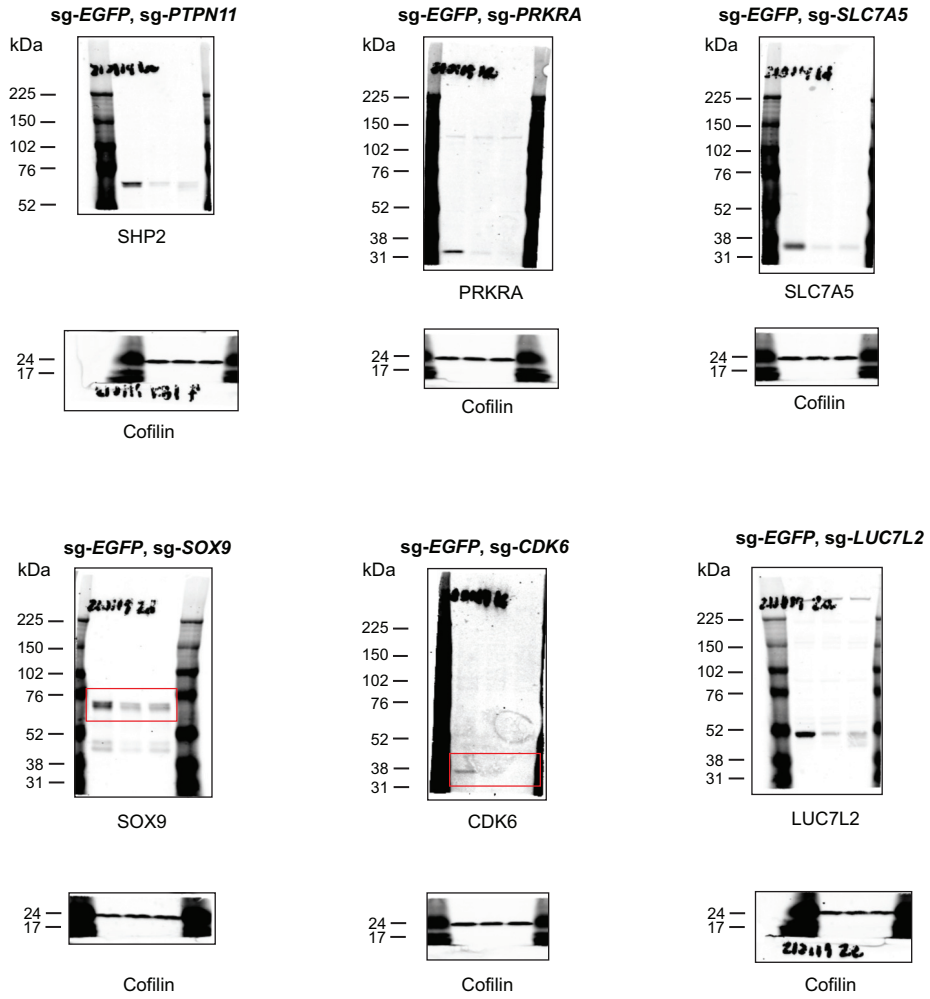 sg-EGFP, sg-PTPN11
kDa
225
150
102
76
52
SHP2
24
17
Cofilin
sg-EGFP, sg-PRKRA
kDa
225
150
102
76
52
38
31
PRKRA
24
17
Cofilin
sg-EGFP, sg-SLC7A5
kDa
225
150
102
76
52
38
31
SLC7A5
24
17
Cofilin
sg-EGFP, sg-SOX9
kDa
225
150
102
76
52
38
31
SOX9
24
17
Cofilin
sg-EGFP, sg-CDK6
kDa
225
150
102
76
52
38
31
CDK6
24
17
Cofilin
sg-EGFP, sg-LUC7L2
kDa
225
150
102
76
52
38
31
LUC7L2
24
17
Cofilin